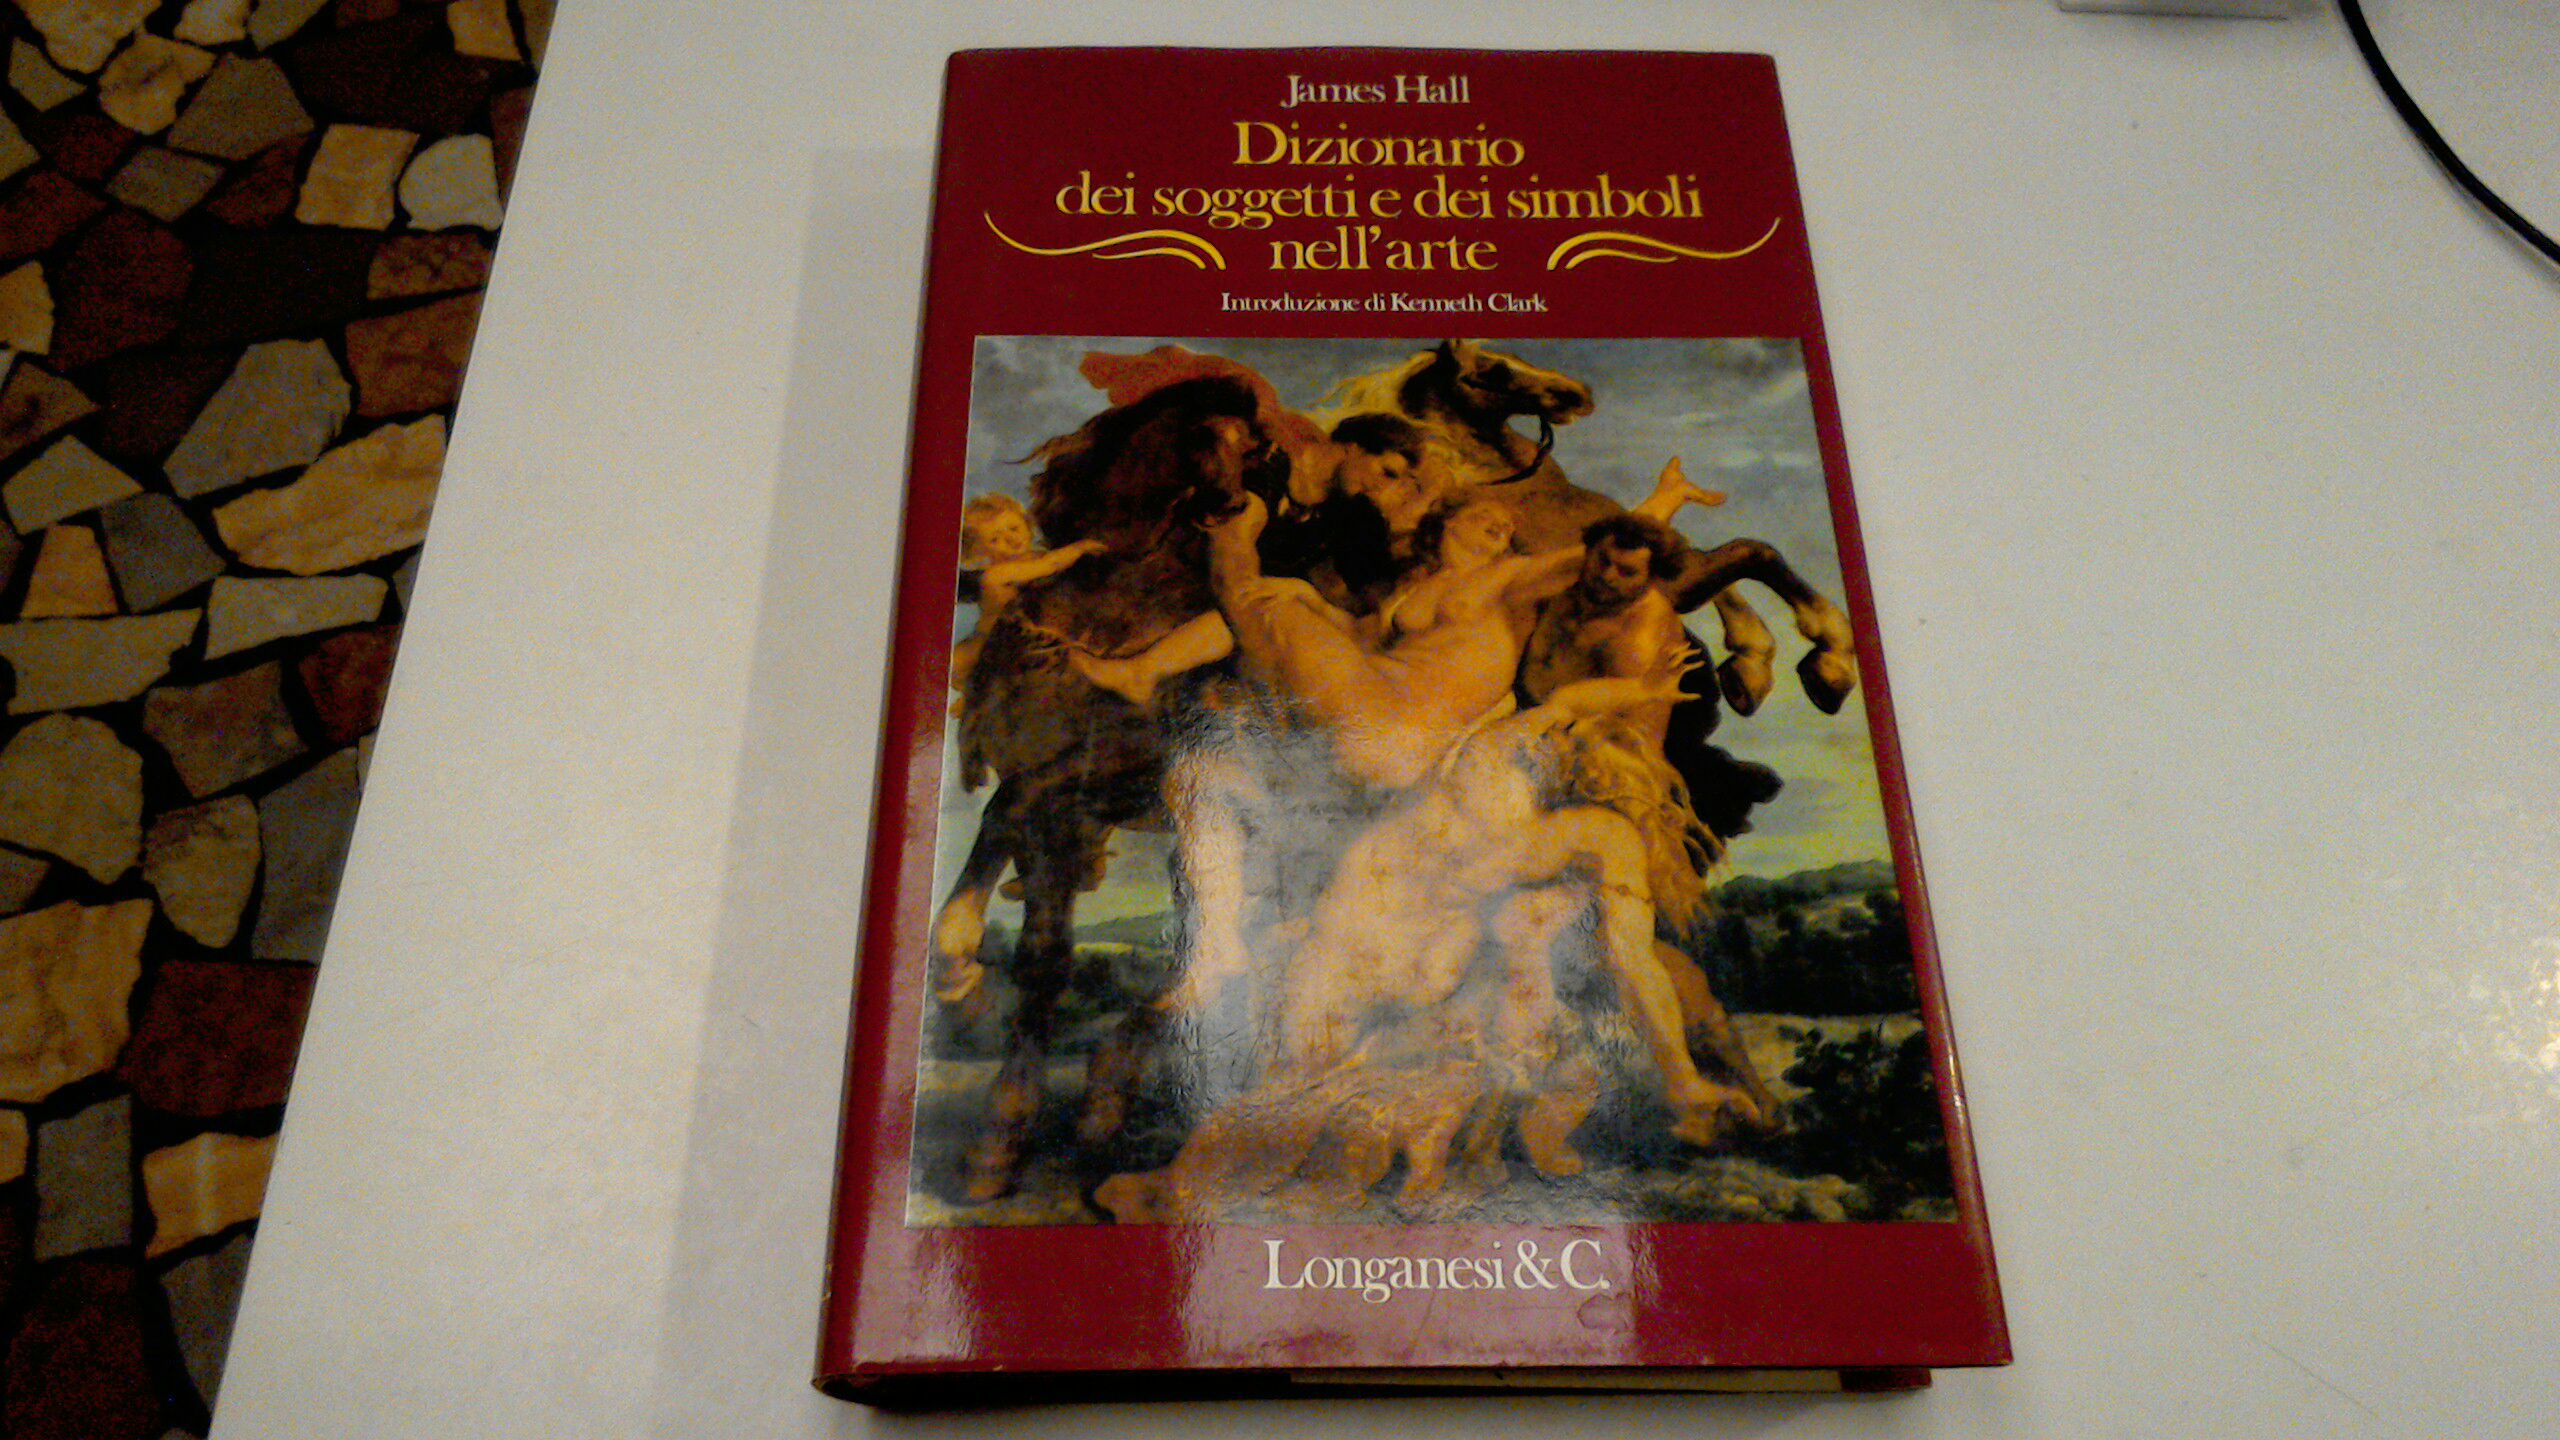 James Hall
Dizionario
dei soggetti e dei simboli
nell'arte
Introduzione di Kenneth Clark
Longanesi & C.